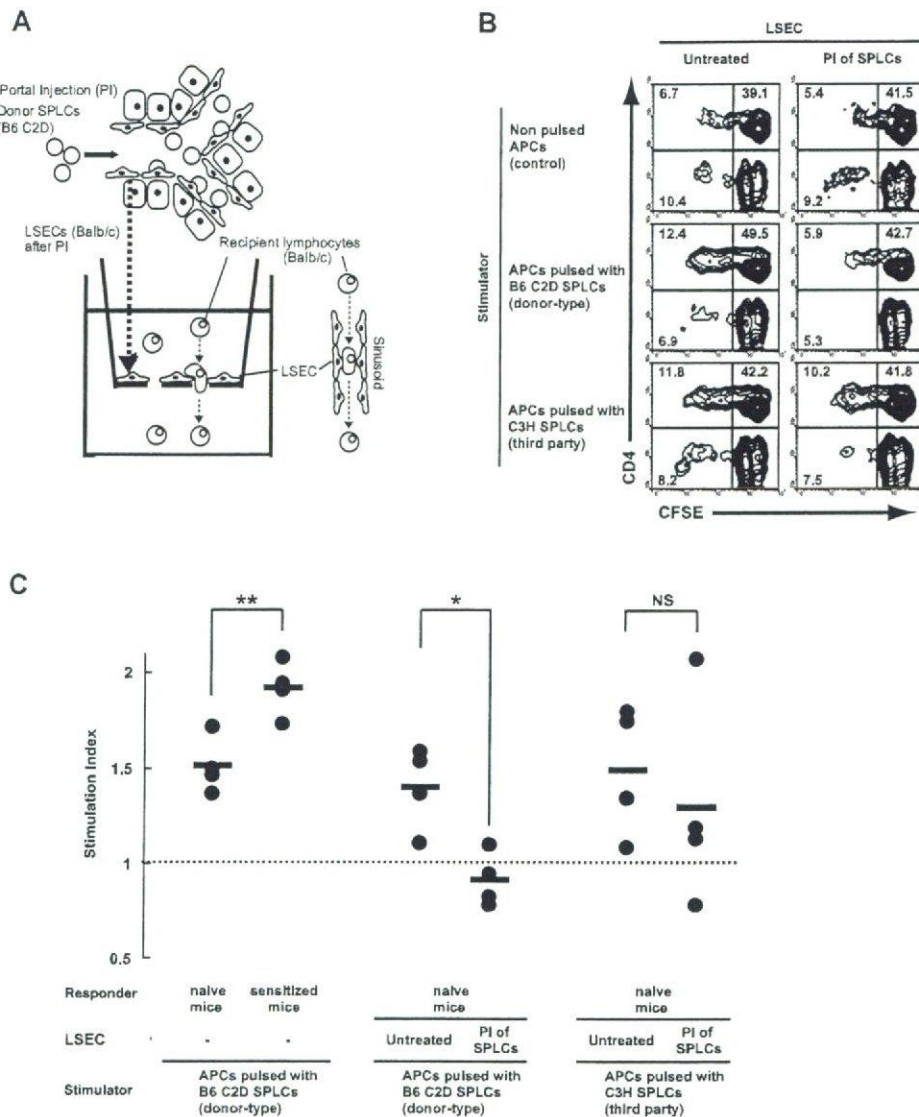 A
Portal Injection (PI)
Donor SPLCs
(B6 C2D)
LSECs (Balb/c)
after PI
Recipient lymphocytes
(Balb/c)
LSEC
Sinusoid
B
LSEC
Untreated
PI of SPLCs
Stimulator
Non pulsed
APCs
(control)
6.7 39.1
10.4
5.4 41.5
9.2
APCs pulsed with
B6 C2D SPLCs
(donor-type)
12.4 49.5
6.9
5.9 42.7
5.3
APCs pulsed with
C3H SPLCs
(third party)
11.8 42.2
8.2
10.2 41.8
7.5
CD4
CFSE
C
** * NS
Stimulation Index
2
1.5
1
0.5
Responder
naive
mice
sensitized
mice
naive
mice
naive
mice
LSEC
- -
Untreated
PI of
SPLCs
Untreated
PI of
SPLCs
Stimulator
APCs pulsed with
B6 C2D SPLCs
(donor-type)
APCs pulsed with
B6 C2D SPLCs
(donor-type)
APCs pulsed with
C3H SPLCs
(third party)